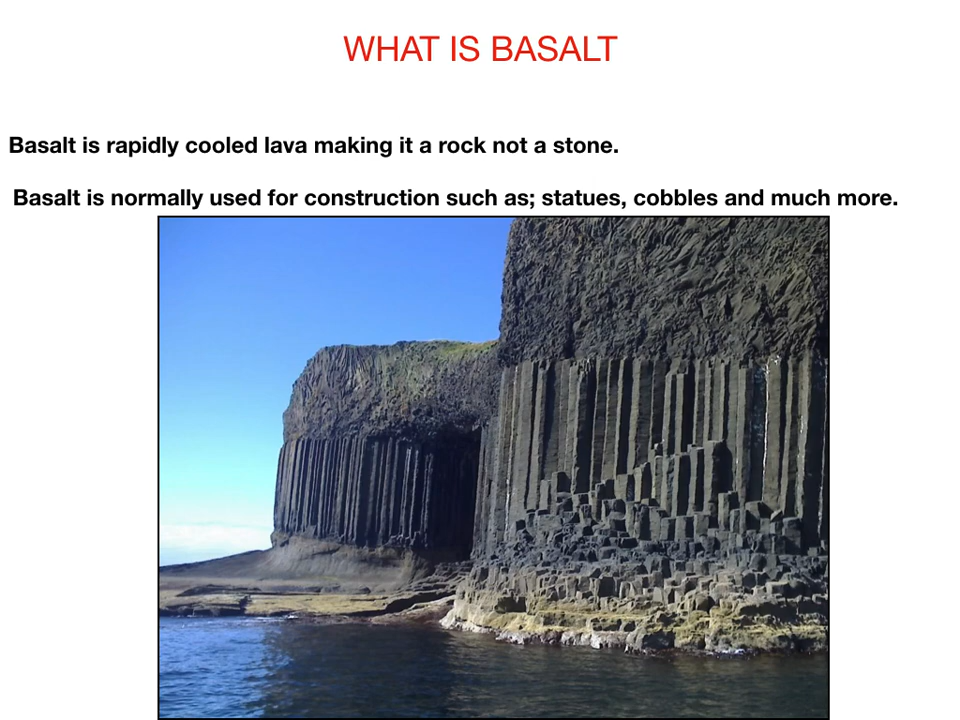 WHAT IS BASALT
Basalt is rapidly cooled lava making it a rock not a stone.
Basalt is normally used for construction such as; statues, cobbles and much more.